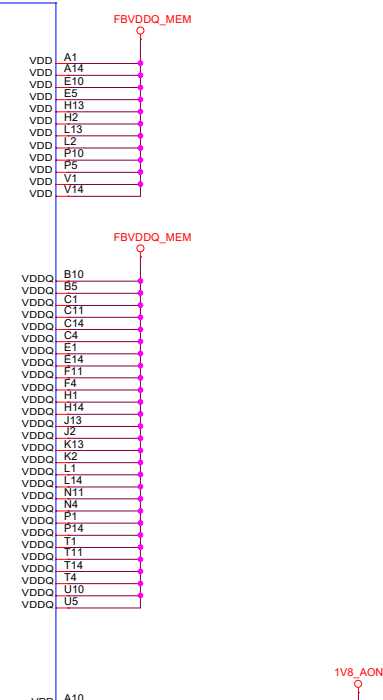 FBVDDQ_MEM
VDD A1
VDD A14
VDD E10
VDD E5
VDD H13
VDD H2
VDD L13
VDD L2
VDD P10
VDD P5
VDD V1
VDD V14
FBVDDQ_MEM
VDDQ B10
VDDQ B5
VDDQ C1
VDDQ C11
VDDQ C14
VDDQ C4
VDDQ E1
VDDQ E14
VDDQ F11
VDDQ F4
VDDQ H1
VDDQ H14
VDDQ J13
VDDQ J2
VDDQ K13
VDDQ K2
VDDQ L1
VDDQ L14
VDDQ N11
VDDQ N4
VDDQ P1
VDDQ P14
VDDQ T1
VDDQ T11
VDDQ T14
VDDQ T4
VDDQ U10
VDDQ U5
1V8_AON
A10